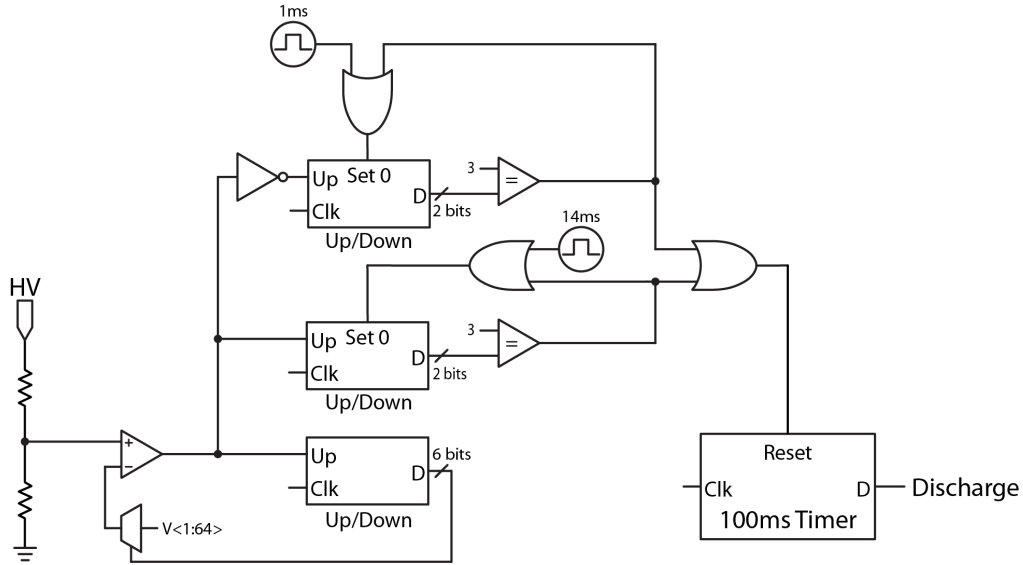 1ms
Up Set 0
3
=
D
2 bits
Clk
Up/Down
14ms
HV
Up Set 0
3
=
D
2 bits
Clk
Up/Down
+
−
Up
6 bits
D
Clk
Up/Down
V<1:64>
Reset
Clk D
Discharge
100ms Timer